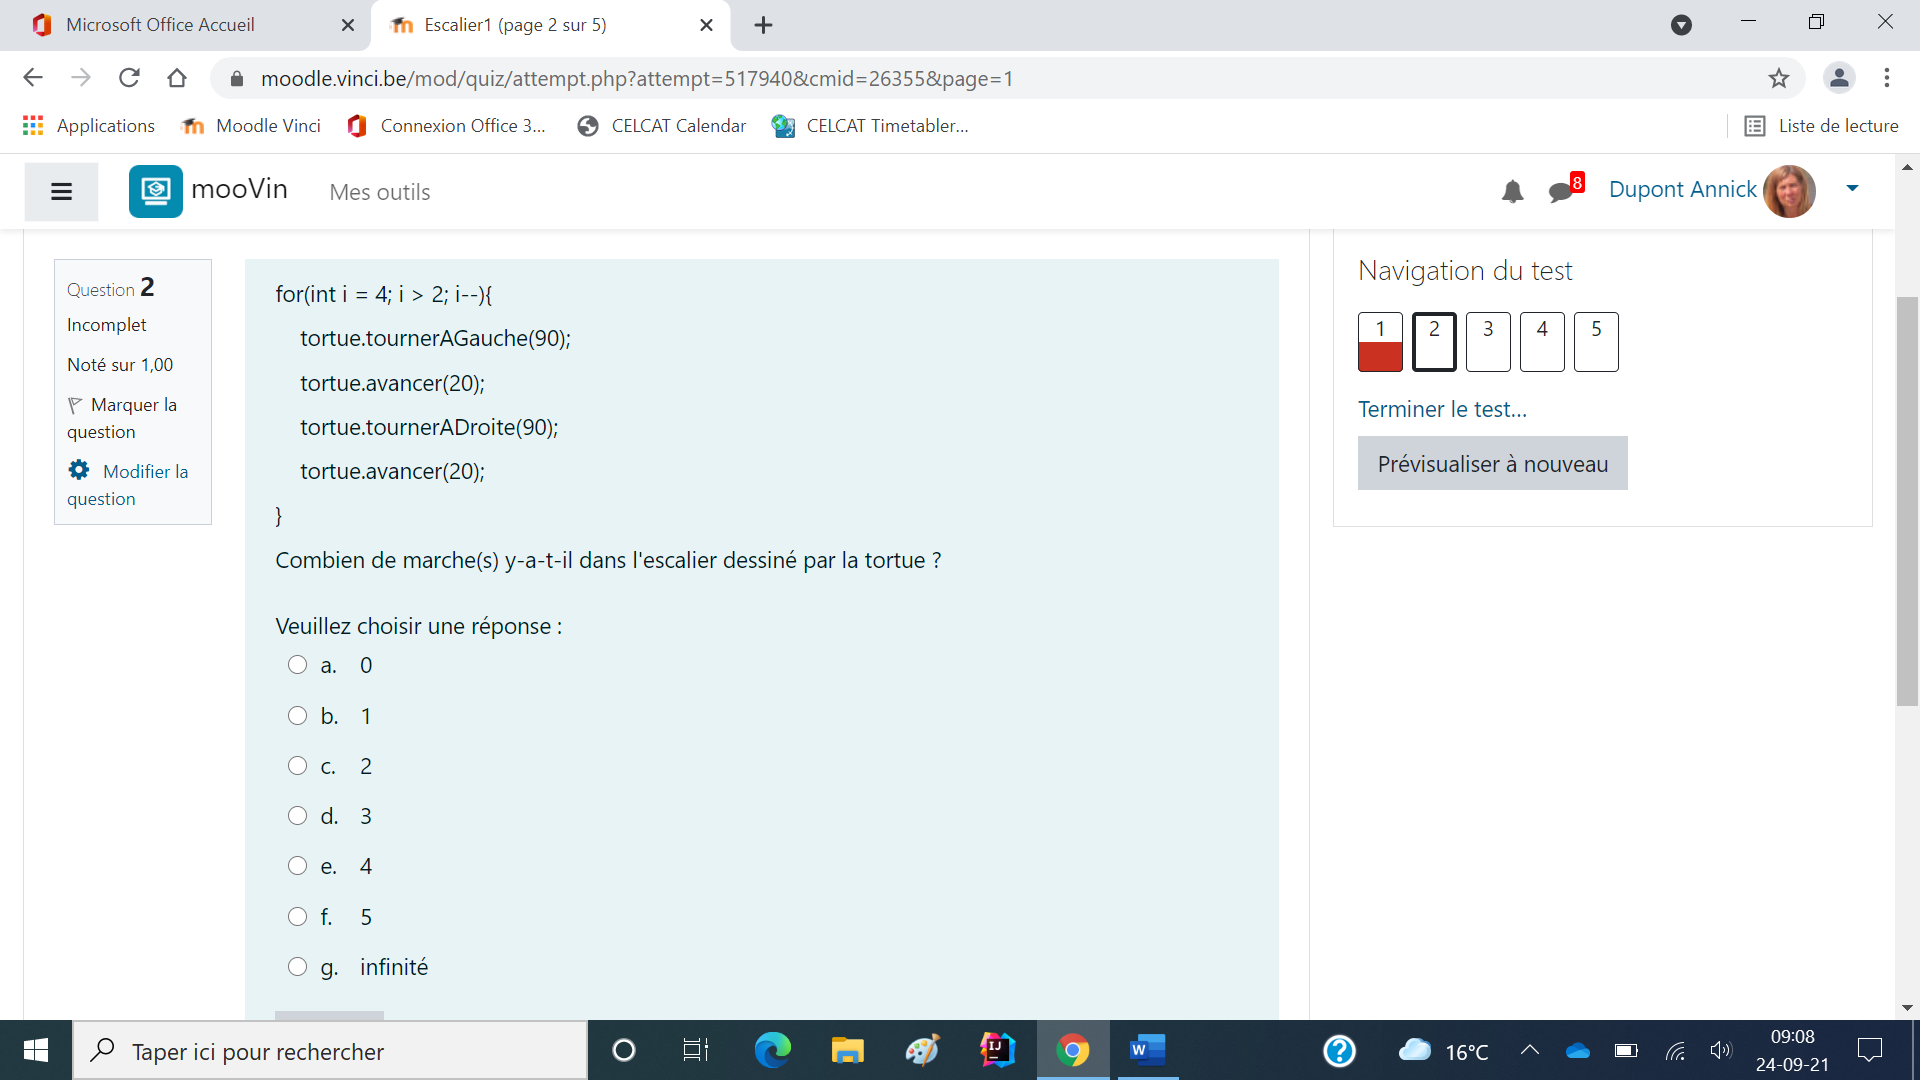 Microsoft Office Accueil
Escalier1 (page 2 sur 5)
moodle.vinci.be/mod/quiz/attempt.php?attempt=517940&cmid=26355&page=1
Applications
Moodle Vinci
Connexion Office 3...
CELCAT Calendar
CELCAT Timetabler...
Liste de lecture
mooVin
Mes outils
8
Dupont Annick
Question 2
Incomplet
Noté sur 1,00
Marquer la
question
Modifier la
question
for(int i = 4; i > 2; i--){
tortue.tournerAGauche(90);
tortue.avancer(20);
tortue.tournerADroite(90);
tortue.avancer(20);
}
Combien de marche(s) y-a-t-il dans l'escalier dessiné par la tortue ?
Veuillez choisir une réponse :
a. 0
b. 1
c. 2
d. 3
e. 4
f. 5
g. infinité
Navigation du test
1 2 3 4 5
Terminer le test...
Prévisualiser à nouveau
Taper ici pour rechercher
16°C
09:08
24-09-21